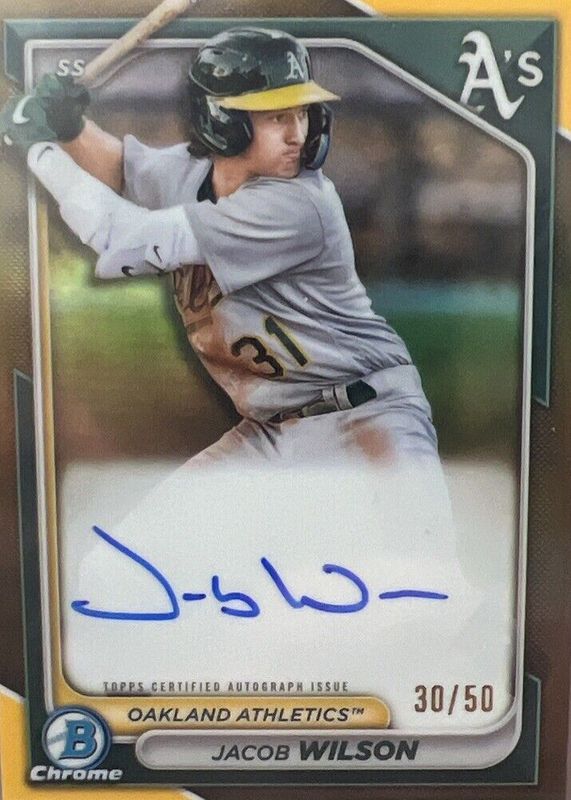 SS
A's
A
31
J-b W-
TOPPS CERTIFIED AUTOGRAPH ISSUE
30/50
OAKLAND ATHLETICS™
B
JACOB WILSON
Chrome